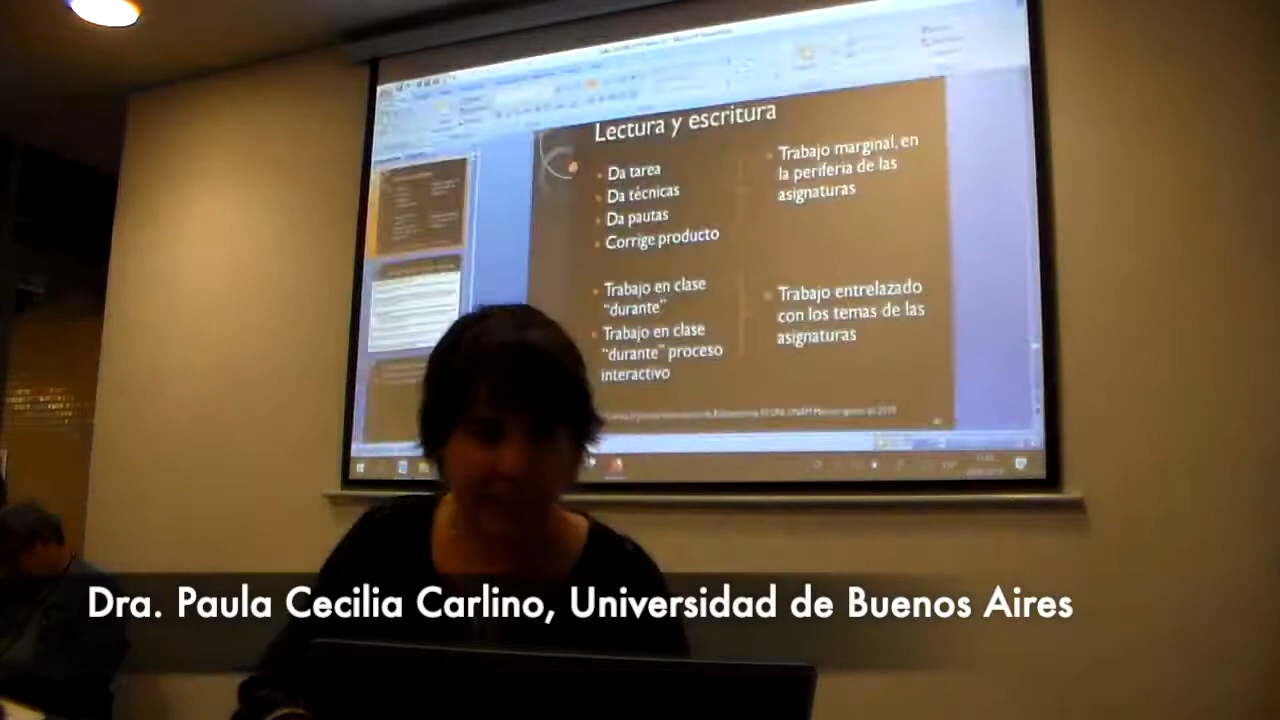 Lectura y escritura
Da tarea
Da técnicas
Da pautas
Corrige producto
Trabajo marginal, en
la periferia de las
asignaturas
Trabajo en clase
“durante”
Trabajo en clase
“durante” proceso
interactivo
Trabajo entrelazado
con los temas de las
asignaturas
Dra. Paula Cecilia Carlino, Universidad de Buenos Aires